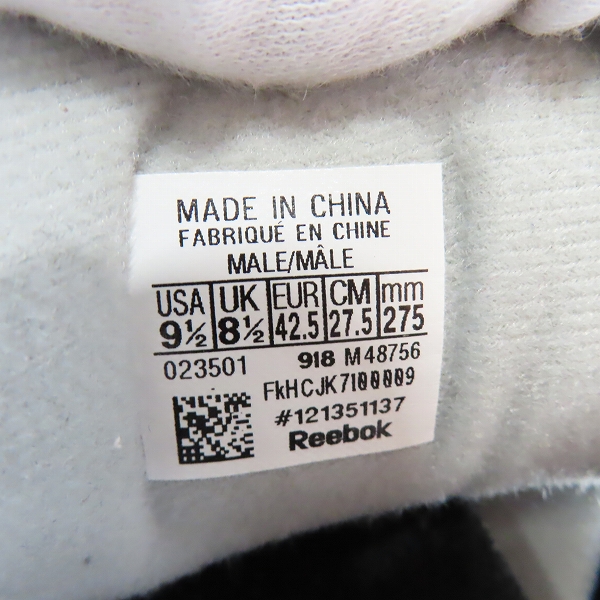 MADE IN CHINA
FABRIQUÉ EN CHINE
MALE/MÂLE
USA UK EUR CM mm
9½ 8½ 42.5 27.5 275
023501 918 M48756
FkHCJK7I00009
#121351137
Reebok